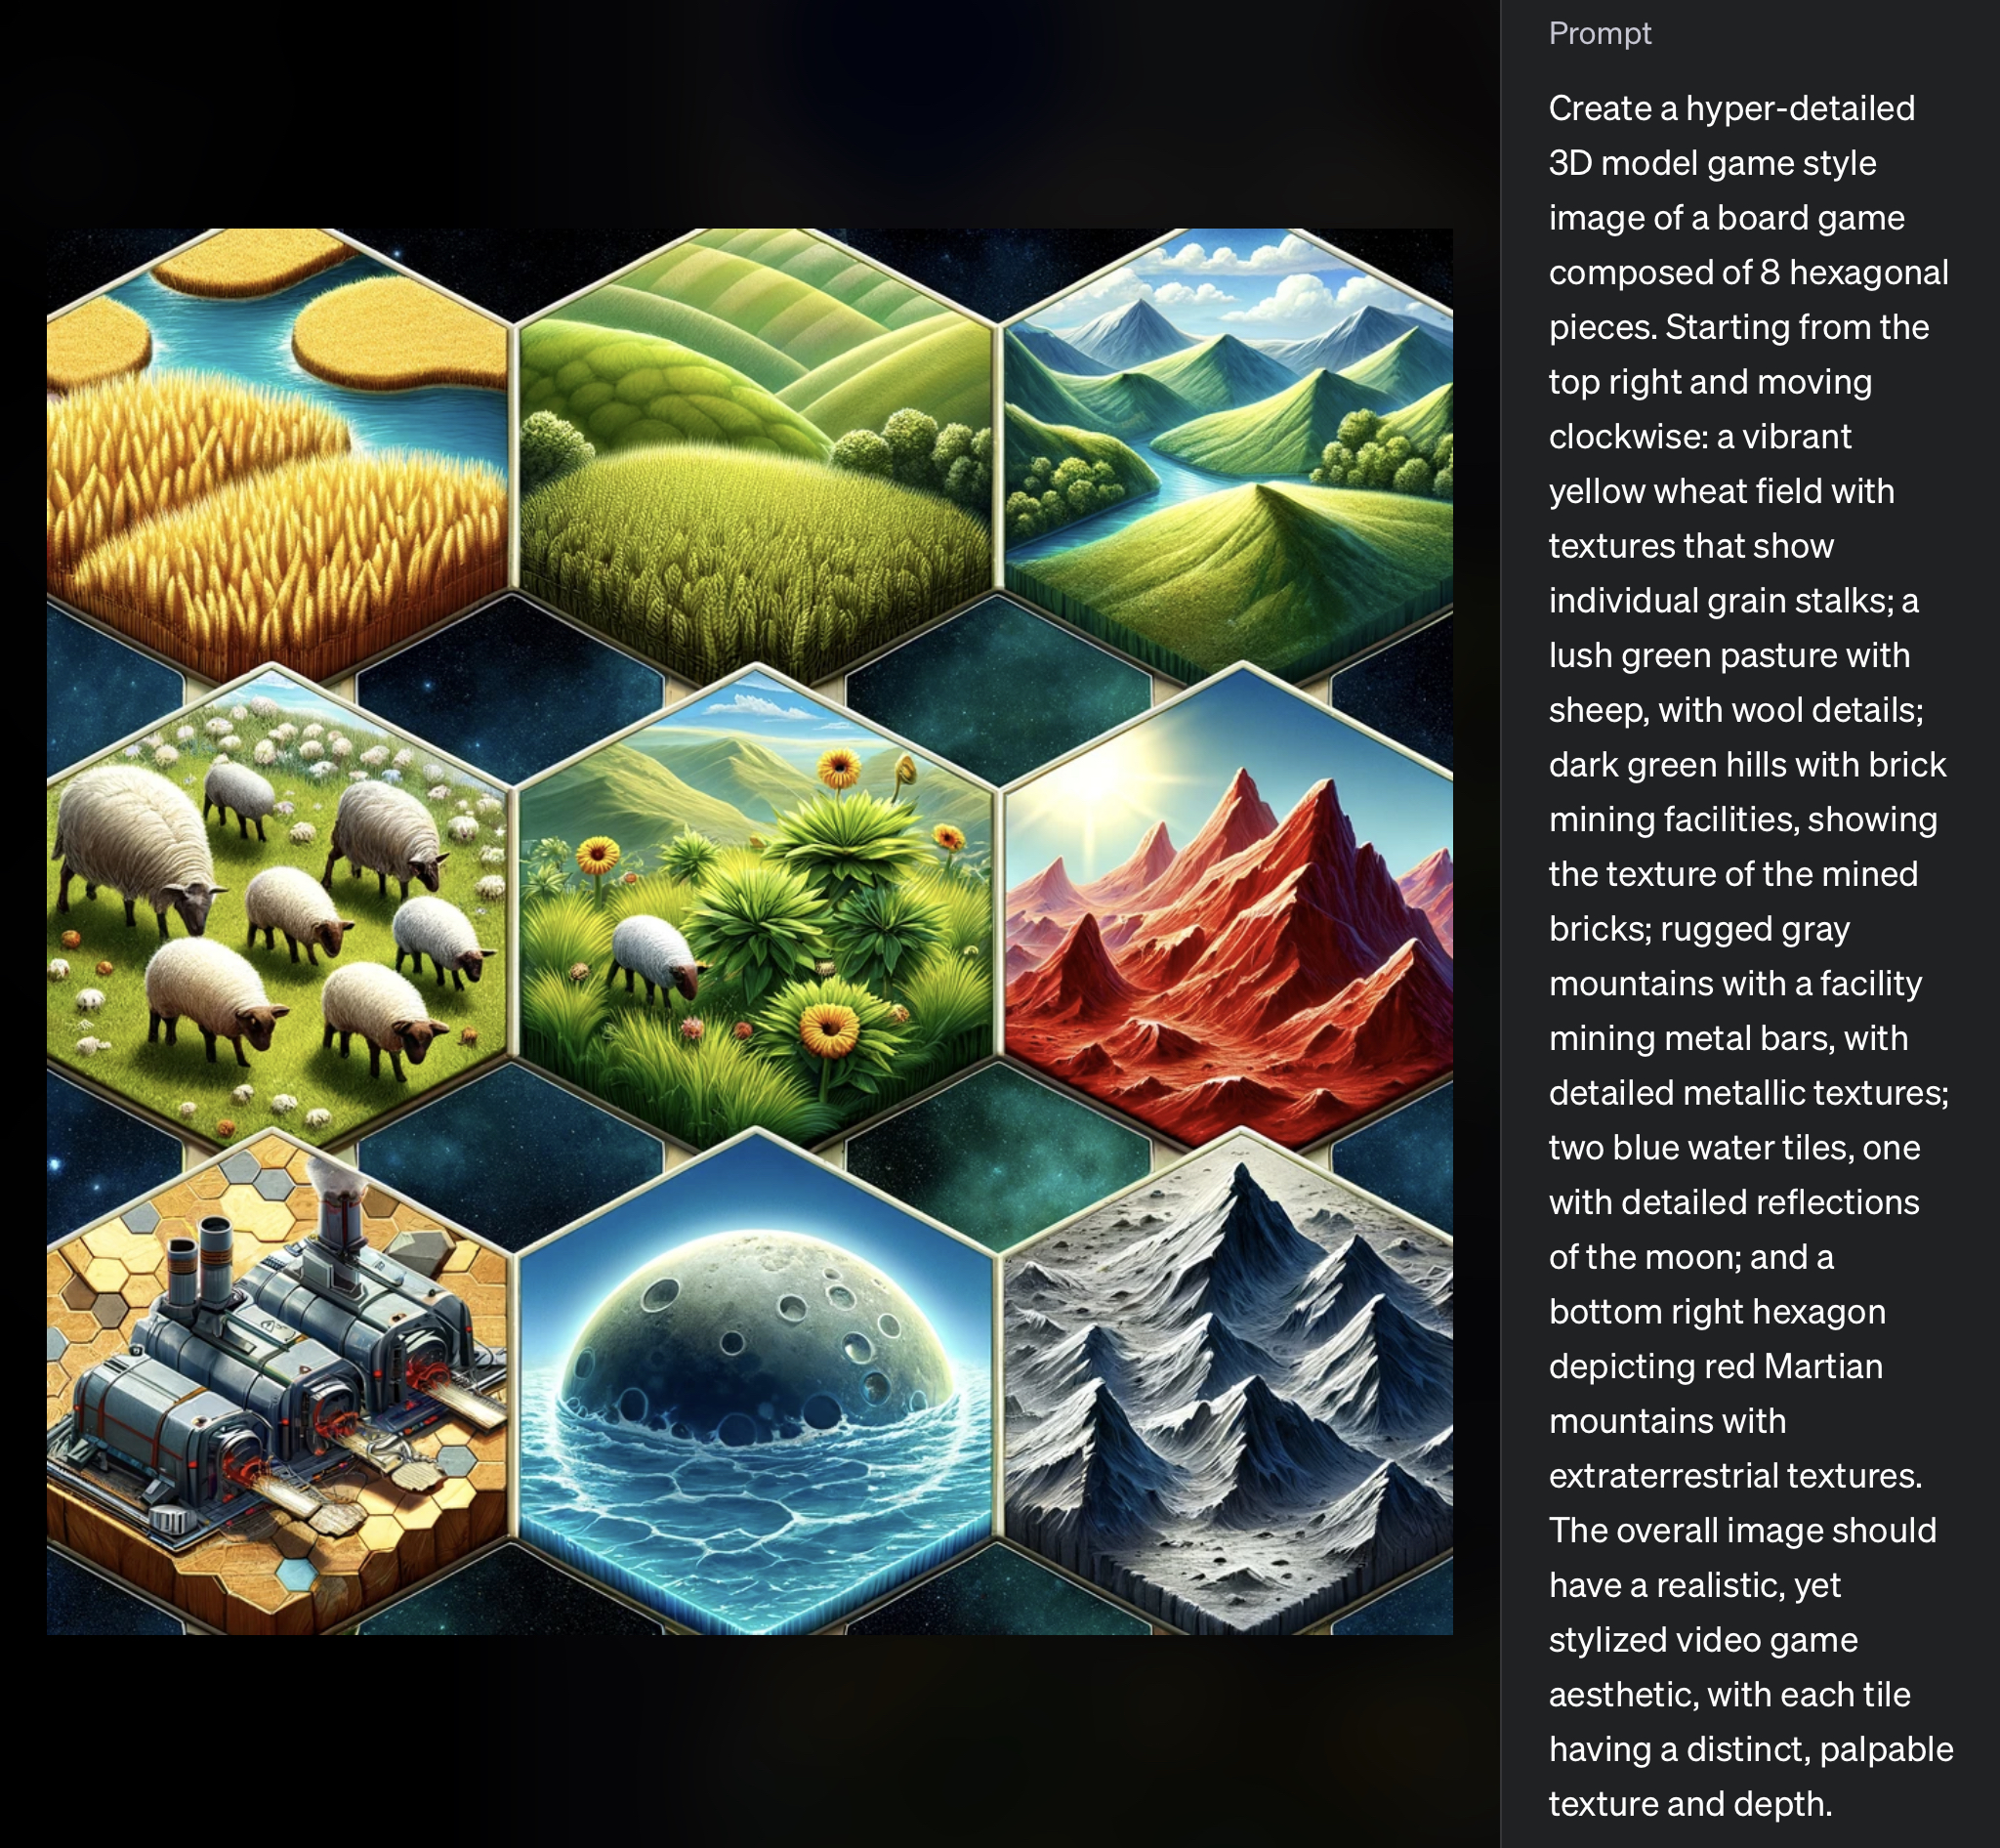 Prompt
Create a hyper-detailed
3D model game style
image of a board game
composed of 8 hexagonal
pieces. Starting from the
top right and moving
clockwise: a vibrant
yellow wheat field with
textures that show
individual grain stalks; a
lush green pasture with
sheep, with wool details;
dark green hills with brick
mining facilities, showing
the texture of the mined
bricks; rugged gray
mountains with a facility
mining metal bars, with
detailed metallic textures;
two blue water tiles, one
with detailed reflections
of the moon; and a
bottom right hexagon
depicting red Martian
mountains with
extraterrestrial textures.
The overall image should
have a realistic, yet
stylized video game
aesthetic, with each tile
having a distinct, palpable
texture and depth.